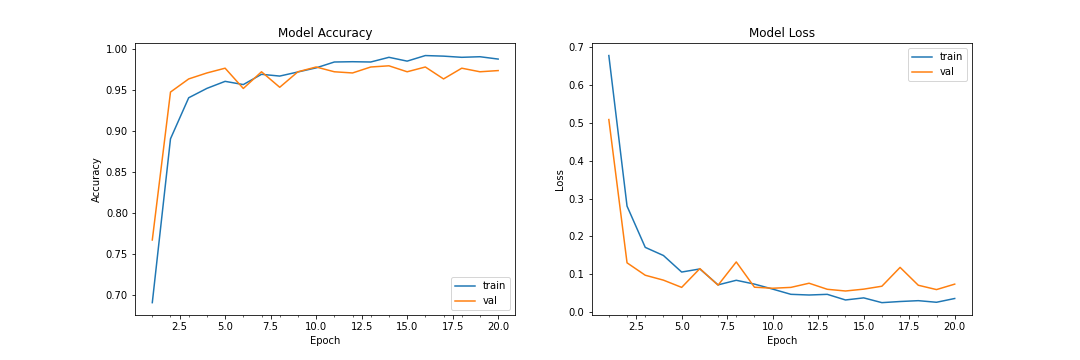 Model Accuracy
1.00
0.95
0.90
0.85
0.80
0.75
0.70
Accuracy
2.5 5.0 7.5 10.0 12.5 15.0 17.5 20.0
Epoch
train
val
Model Loss
0.7
0.6
0.5
0.4
0.3
0.2
0.1
0.0
Loss
2.5 5.0 7.5 10.0 12.5 15.0 17.5 20.0
Epoch
train
val